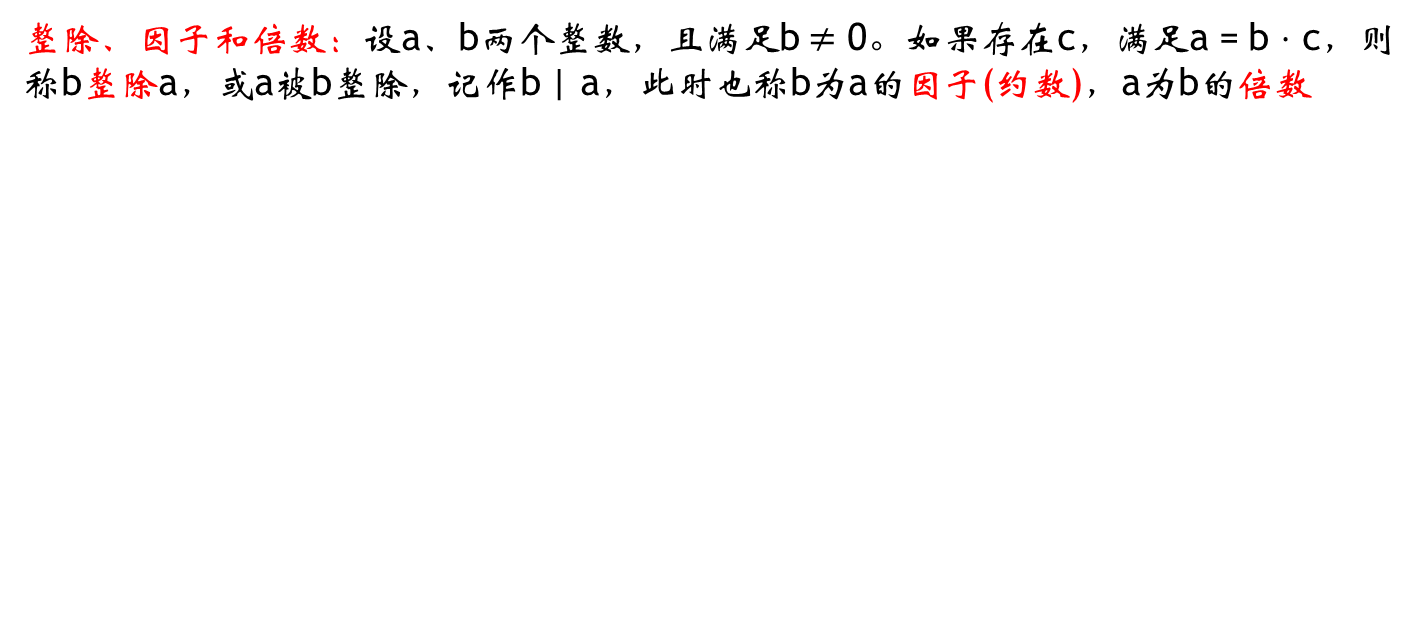 整除、因子和倍数：设a、b两个整数，且满足b ≠ 0。如果存在c，满足a = b · c，则
称b整除a，或a被b整除，记作b | a，此时也称b为a的因子(约数)，a为b的倍数